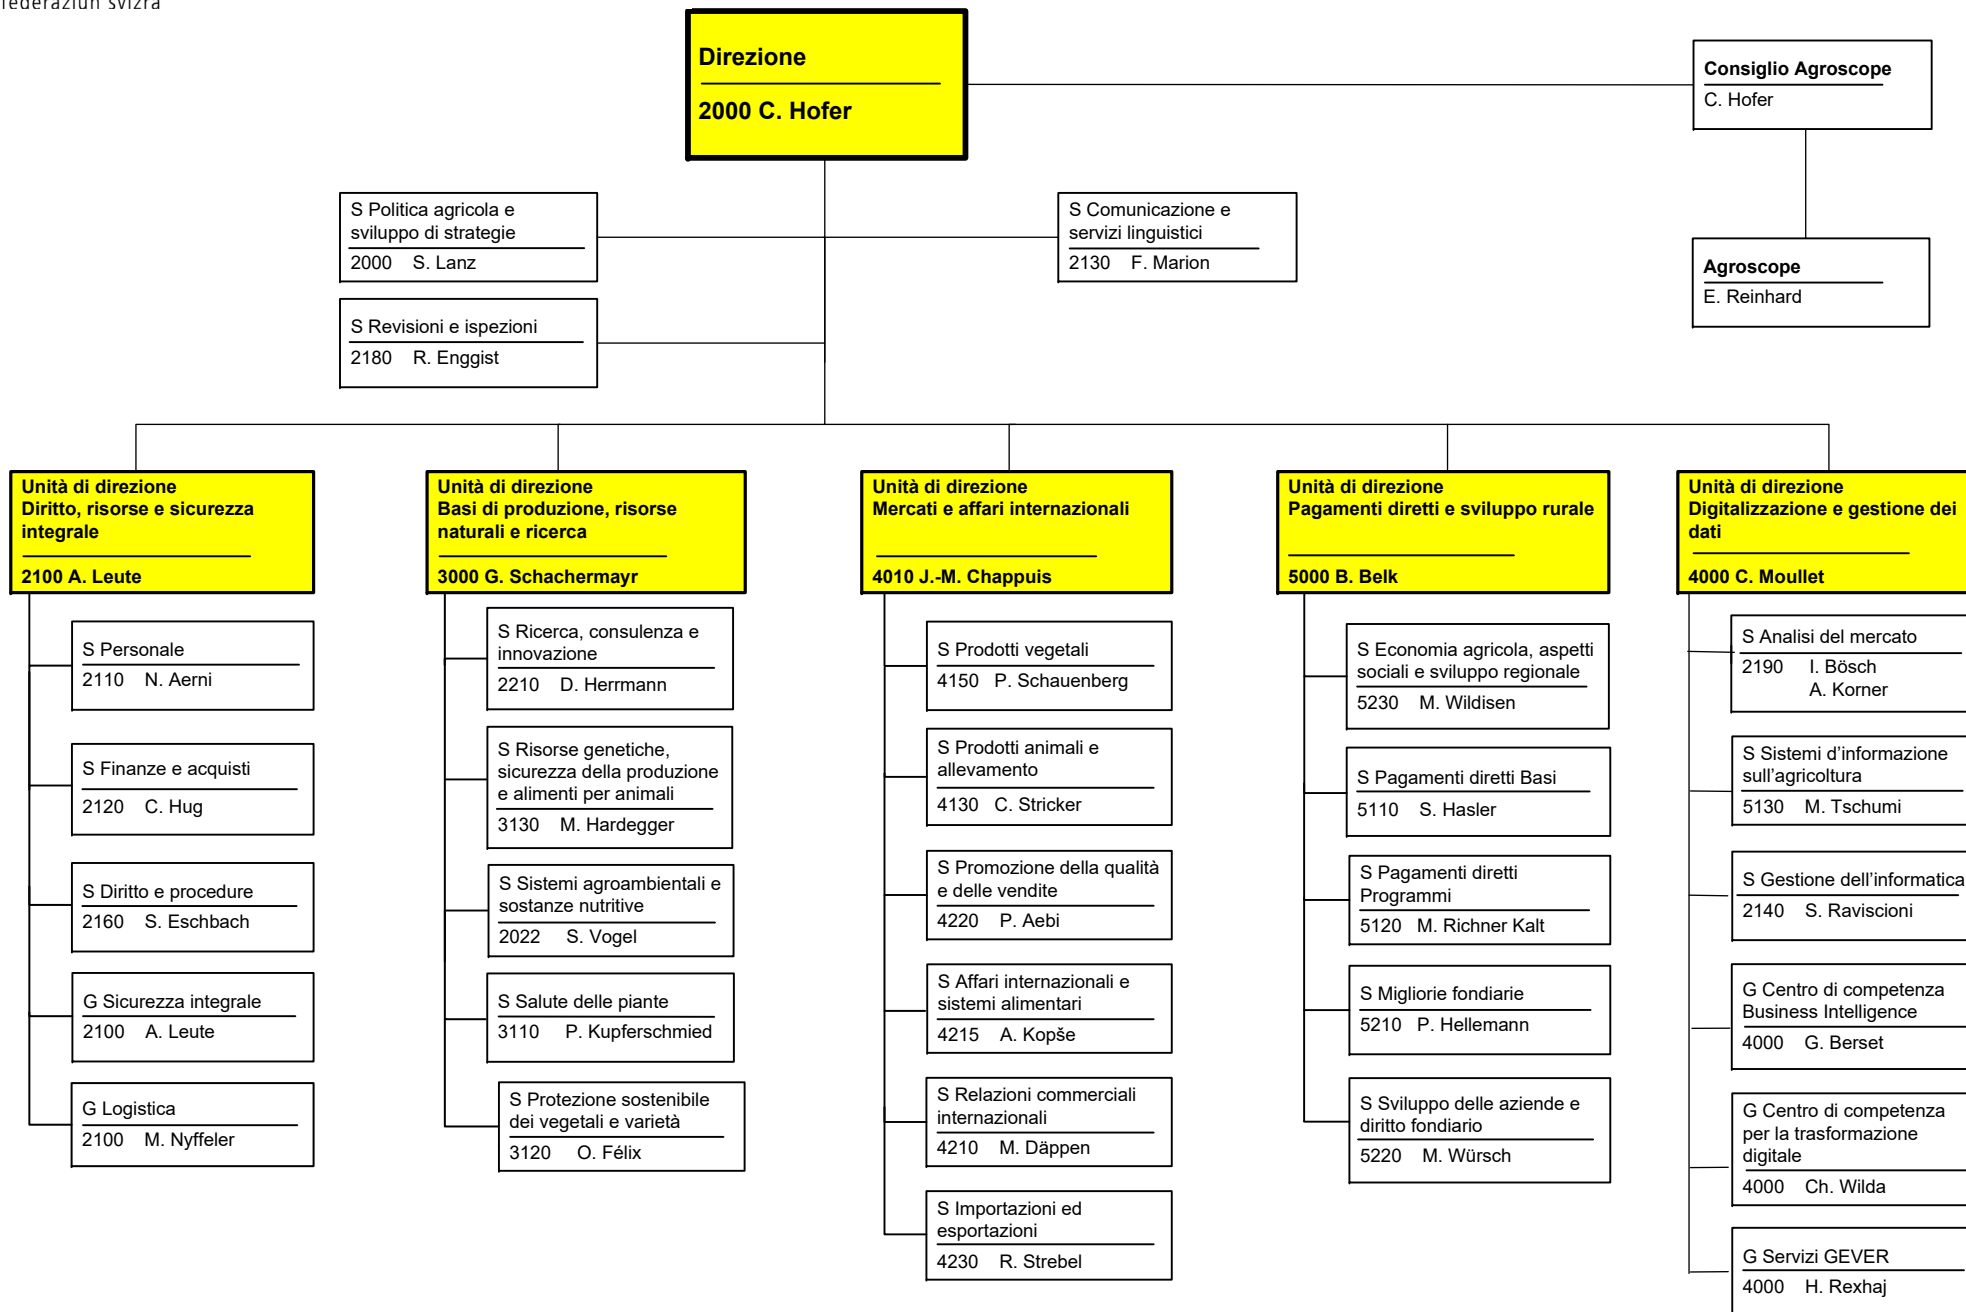 federaziun svizra
Direzione
2000 C. Hofer
Consiglio Agroscope
C. Hofer
S Politica agricola e
sviluppo di strategie
2000 S. Lanz
S Comunicazione e
servizi linguistici
2130 F. Marion
Agroscope
E. Reinhard
S Revisioni e ispezioni
2180 R. Enggist
Unità di direzione
Diritto, risorse e sicurezza
integrale
2100 A. Leute
S Personale
2110 N. Aerni
S Finanze e acquisti
2120 C. Hug
S Diritto e procedure
2160 S. Eschbach
G Sicurezza integrale
2100 A. Leute
G Logistica
2100 M. Nyffeler
Unità di direzione
Basi di produzione, risorse
naturali e ricerca
3000 G. Schachermayr
S Ricerca, consulenza e
innovazione
2210 D. Herrmann
S Risorse genetiche,
sicurezza della produzione
e alimenti per animali
3130 M. Hardegger
S Sistemi agroambientali e
sostanze nutritive
2022 S. Vogel
S Salute delle piante
3110 P. Kupferschmied
S Protezione sostenibile
dei vegetali e varietà
3120 O. Félix
Unità di direzione
Mercati e affari internazionali
4010 J.-M. Chappuis
S Prodotti vegetali
4150 P. Schauenberg
S Prodotti animali e
allevamento
4130 C. Stricker
S Promozione della qualità
e delle vendite
4220 P. Aebi
S Affari internazionali e
sistemi alimentari
4215 A. Kopše
S Relazioni commerciali
internazionali
4210 M. Däppen
S Importazioni ed
esportazioni
4230 R. Strebel
Unità di direzione
Pagamenti diretti e sviluppo rurale
5000 B. Belk
S Economia agricola, aspetti
sociali e sviluppo regionale
5230 M. Wildisen
S Pagamenti diretti Basi
5110 S. Hasler
S Pagamenti diretti
Programmi
5120 M. Richner Kalt
S Migliorie fondiarie
5210 P. Hellemann
S Sviluppo delle aziende e
diritto fondiario
5220 M. Würsch
Unità di direzione
Digitalizzazione e gestione dei
dati
4000 C. Moullet
S Analisi del mercato
2190 I. Bösch
A. Korner
S Sistemi d’informazione
sull’agricoltura
5130 M. Tschumi
S Gestione dell’informatica
2140 S. Raviscioni
G Centro di competenza
Business Intelligence
4000 G. Berset
G Centro di competenza
per la trasformazione
digitale
4000 Ch. Wilda
G Servizi GEVER
4000 H. Rexhaj